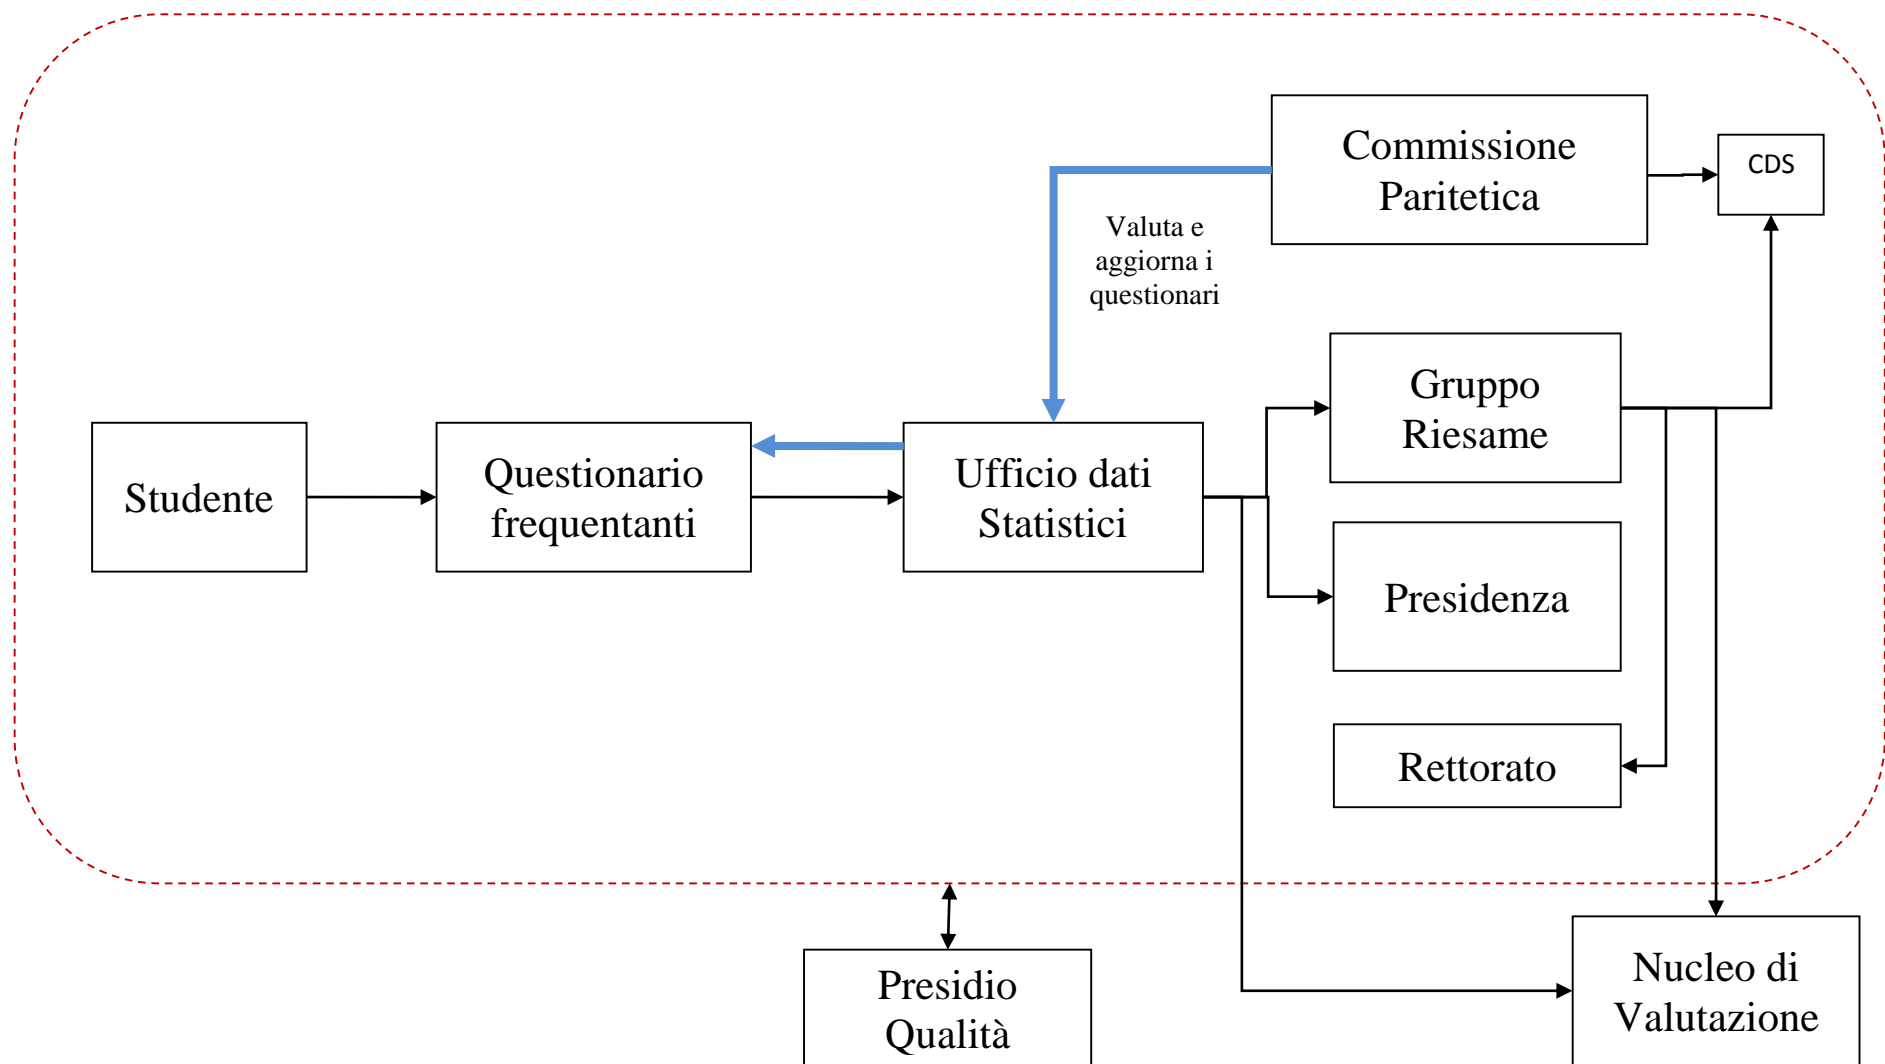 Commissione
Paritetica
CDS
Valuta e
aggiorna i
questionari
Gruppo
Riesame
Studente
Questionario
frequentanti
Ufficio dati
Statistici
Presidenza
Rettorato
Presidio
Qualità
Nucleo di
Valutazione